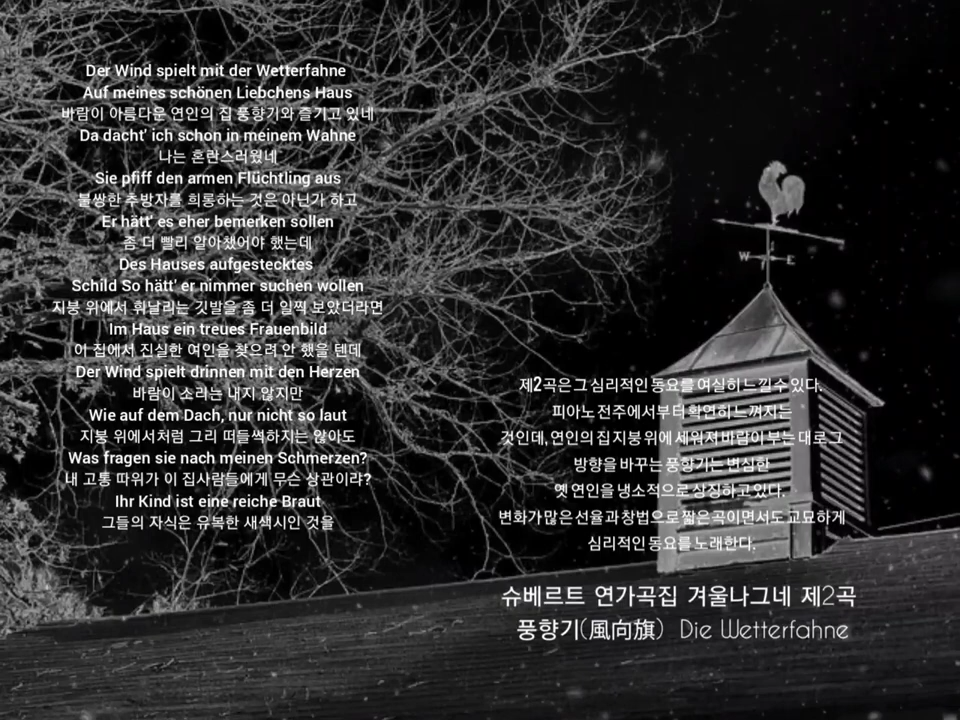 Der Wind spielt mit der Wetterfahne
Auf meines schönen Liebchens Haus
바람이 아름다운 연인의 집 풍향기와 즐기고 있네
Da dacht' ich schon in meinem Wahne
나는 혼란스러웠네
Sie pfiff den armen Flüchtling aus
불쌍한 추방자를 희롱하는 것은 아닌가 하고
Er hätt' es eher bemerken sollen
좀 더 빨리 알아챘어야 했는데
Des Hauses aufgestecktes
Schild So hätt' er nimmer suchen wollen
지붕 위에서 휘날리는 깃발을 좀 더 일찍 보았더라면
Im Haus ein treues Frauenbild
이 집에서 진실한 여인을 찾으려 안 했을 텐데
Der Wind spielt drinnen mit den Herzen
바람이 소리는 내지 않지만
Wie auf dem Dach, nur nicht so laut
지붕 위에서처럼 그리 떠들썩하지는 않아도
Was fragen sie nach meinen Schmerzen?
내 고통 따위가 이 집사람들에게 무슨 상관이랴?
Ihr Kind ist eine reiche Braut
그들의 자식은 유복한 새색시인 것을
W E
제2곡은 그 심리적인 동요를 여실히 느낄 수 있다.
피아노 전주에서부터 확연히 느껴지는
것인데, 연인의 집 지붕 위에 세워져 바람이 부는 대로 그
방향을 바꾸는 풍향기는 변심한
옛 연인을 냉소적으로 상징하고 있다.
변화가 많은 선율과 창법으로 짧은 곡이면서도 교묘하게
심리적인 동요를 노래한다.
슈베르트 연가곡집 겨울나그네 제2곡
풍향기(風向旗) Die Wetterfahne